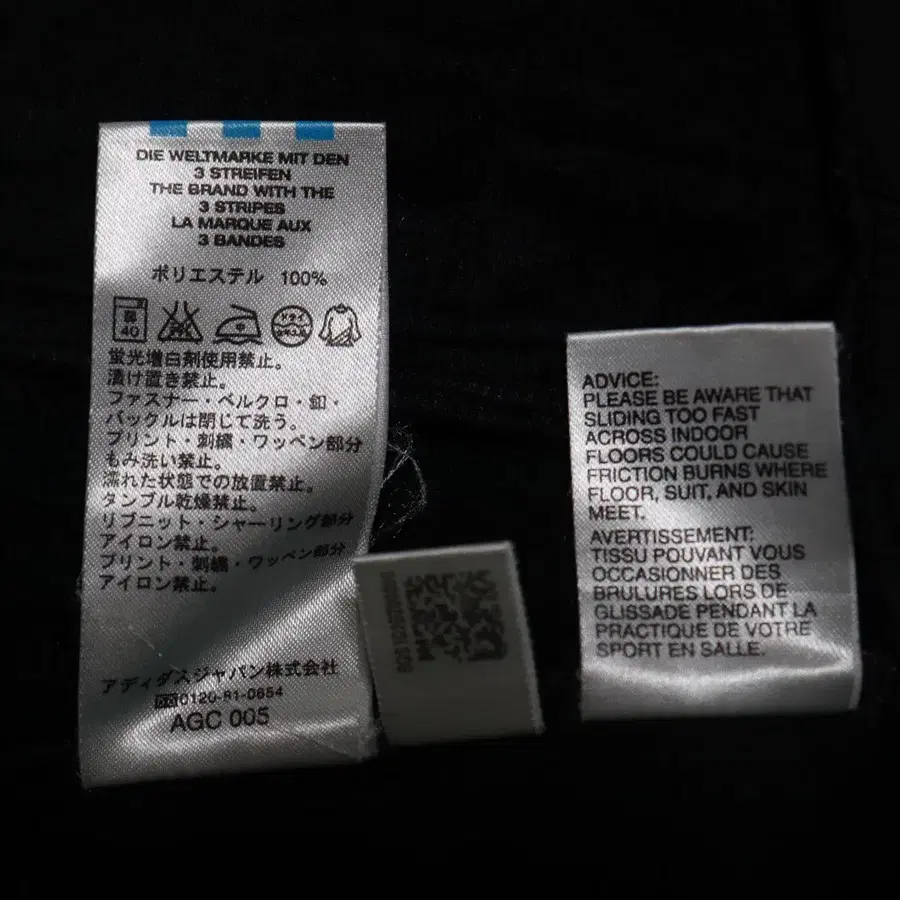 DIE WELTMARKE MIT DEN
3 STREIFEN
THE BRAND WITH THE
3 STRIPES
LA MARQUE AUX
3 BANDES
ポリエステル 100%
弱
40
蛍光増白剤使用禁止。
漬け置き禁止。
ファスナー・ベルクロ・釦・
バックルは閉じて洗う。
プリント・刺繍・ワッペン部分
もみ洗い禁止。
濡れた状態での放置禁止。
タンブル乾燥禁止。
リブニット・シャーリング部分
アイロン禁止。
プリント・刺繍・ワッペン部分
アイロン禁止。
アディダスジャパン株式会社
0120-81-0654
AGC 005
ADVICE:
PLEASE BE AWARE THAT
SLIDING TOO FAST
ACROSS INDOOR
FLOORS COULD CAUSE
FRICTION BURNS WHERE
FLOOR, SUIT, AND SKIN
MEET.
AVERTISSEMENT:
TISSU POUVANT VOUS
OCCASIONNER DES
BRULURES LORS DE
GLISSADE PENDANT LA
PRACTIQUE DE VOTRE
SPORT EN SALLE.